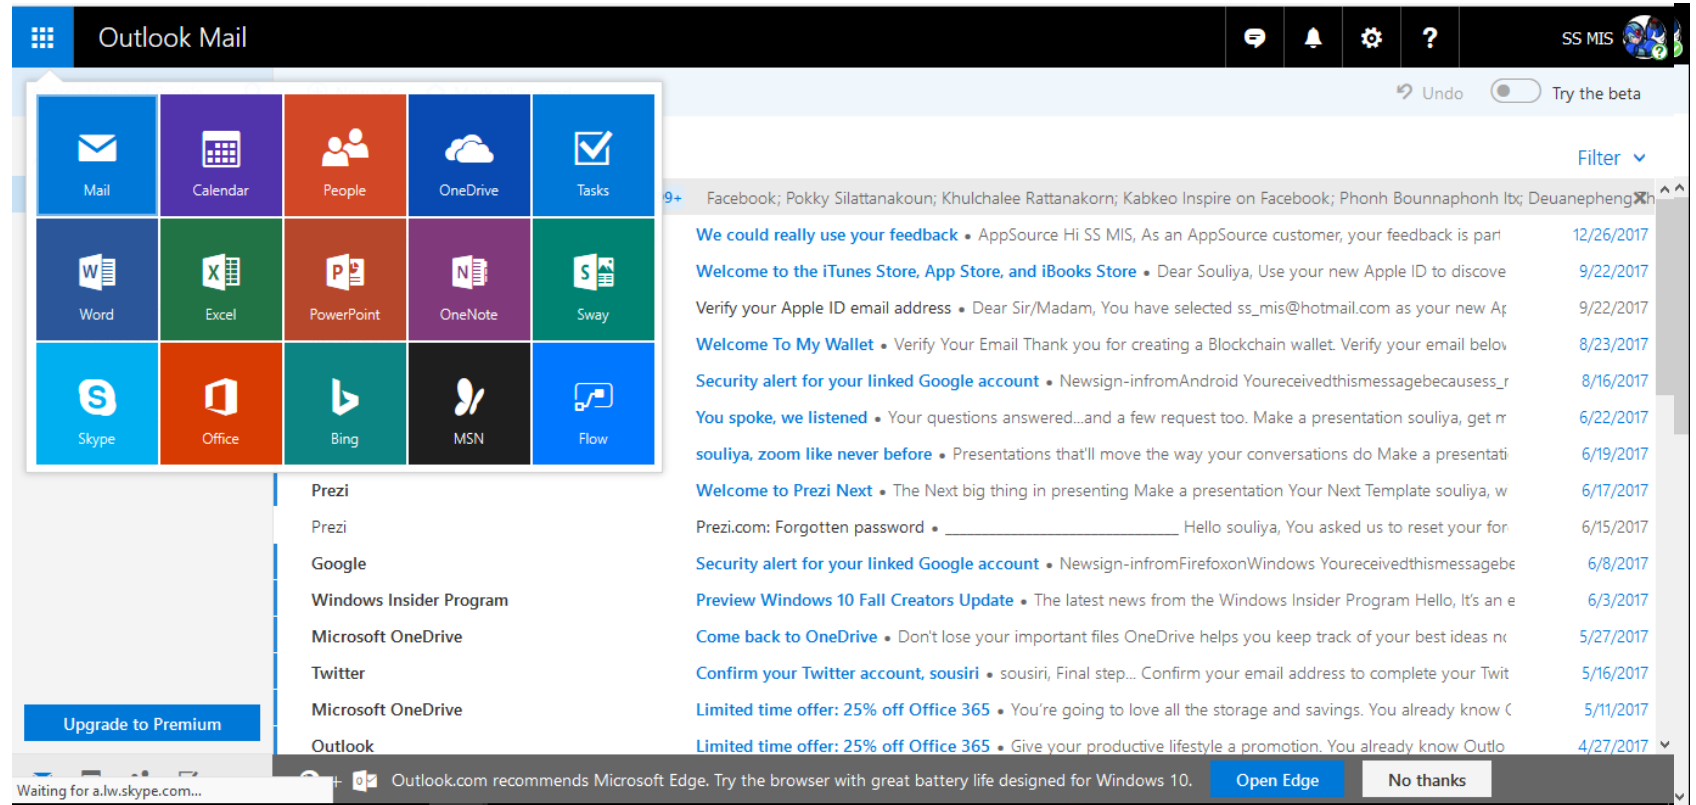 Outlook Mail
SS MIS
Undo
Try the beta
Filter
Mail
Calendar
People
OneDrive
Tasks
Word
Excel
PowerPoint
OneNote
Sway
Skype
Office
Bing
MSN
Flow
9+ Facebook; Pokky Silattanakoun; Khulchalee Rattanakorn; Kabkeo Inspire on Facebook; Phonh Bounnaphonh ltx; Deuanepheng
We could really use your feedback • AppSource Hi SS MIS, As an AppSource customer, your feedback is part 12/26/2017
Welcome to the iTunes Store, App Store, and iBooks Store • Dear Souliya, Use your new Apple ID to discove 9/22/2017
Verify your Apple ID email address • Dear Sir/Madam, You have selected ss_mis@hotmail.com as your new Ap 9/22/2017
Welcome To My Wallet • Verify Your Email Thank you for creating a Blockchain wallet. Verify your email below 8/23/2017
Security alert for your linked Google account • Newsign-infromAndroid Youreceivedthismessagebecausess_r 8/16/2017
You spoke, we listened • Your questions answered...and a few request too. Make a presentation souliya, get m 6/22/2017
souliya, zoom like never before • Presentations that'll move the way your conversations do Make a presentati 6/19/2017
Prezi Welcome to Prezi Next • The Next big thing in presenting Make a presentation Your Next Template souliya, w 6/17/2017
Prezi Prezi.com: Forgotten password • ____________________________ Hello souliya, You asked us to reset your for 6/15/2017
Google Security alert for your linked Google account • Newsign-infromFirefoxonWindows Youreceivedthismessagebe 6/8/2017
Windows Insider Program Preview Windows 10 Fall Creators Update • The latest news from the Windows Insider Program Hello, It's an e 6/3/2017
Microsoft OneDrive Come back to OneDrive • Don't lose your important files OneDrive helps you keep track of your best ideas no 5/27/2017
Twitter Confirm your Twitter account, sousiri • sousiri, Final step... Confirm your email address to complete your Twit 5/16/2017
Microsoft OneDrive Limited time offer: 25% off Office 365 • You're going to love all the storage and savings. You already know 5/11/2017
Outlook Limited time offer: 25% off Office 365 • Give your productive lifestyle a promotion. You already know Outlo 4/27/2017
Upgrade to Premium
Outlook.com recommends Microsoft Edge. Try the browser with great battery life designed for Windows 10.
Open Edge
No thanks
Waiting for a.lw.skype.com...